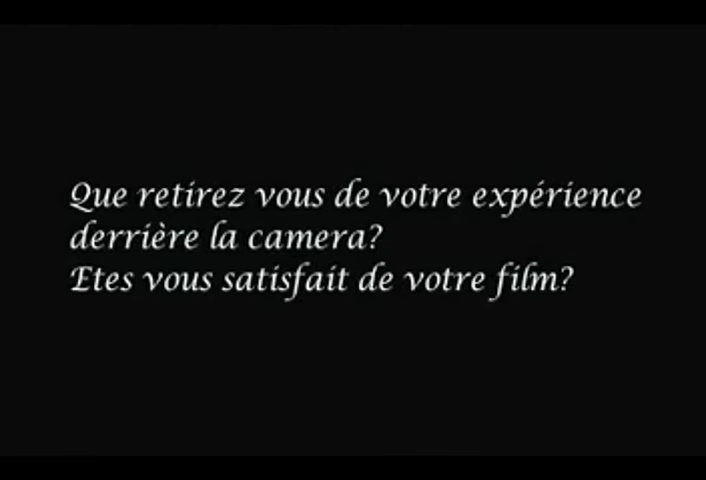 Que retirez vous de votre expérience
derrière la camera?
Etes vous satisfait de votre film?